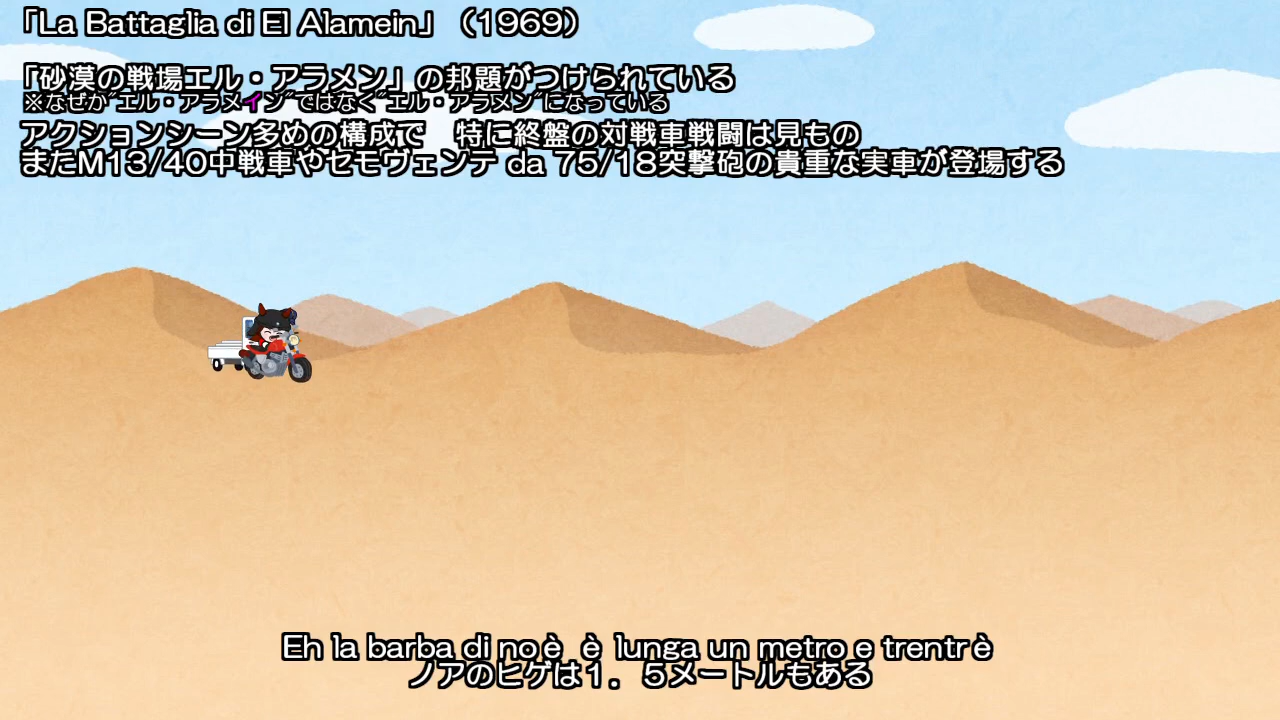 「La Battaglia di El Alamein」（1969）
「砂漠の戦場エル・アラメン」の邦題がつけられている
※なぜか"エル・アラメイン"ではなく"エル・アラメン"になっている
アクションシーン多めの構成で　特に終盤の対戦車戦闘は見もの
またM13/40中戦車やセモヴェンテ da 75/18突撃砲の貴重な実車が登場する
Eh la barba di noè è lunga un metro e trentrè
ノアのヒゲは１．５メートルもある